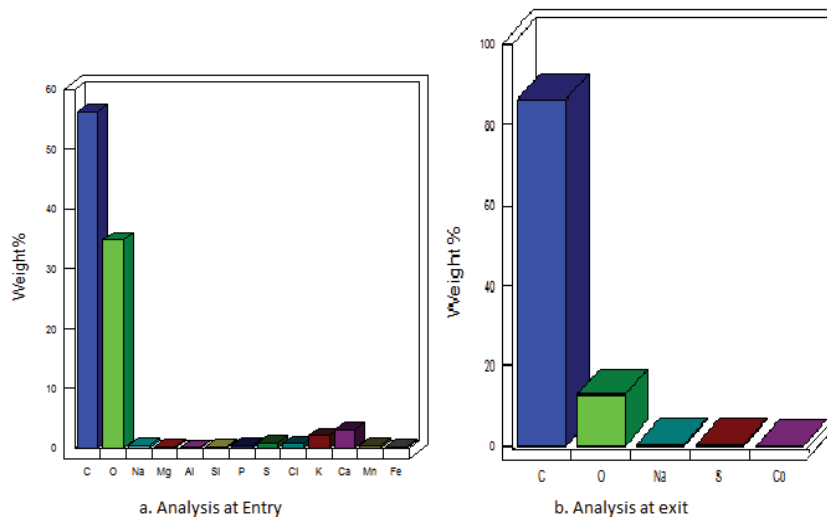 60
50
40
30
20
10
0
Weight%
C O Na Mg Al Si P S Cl K Ca Mn Fe
a. Analysis at Entry
100
80
60
40
20
0
Weight%
C O Na S Co
b. Analysis at exit